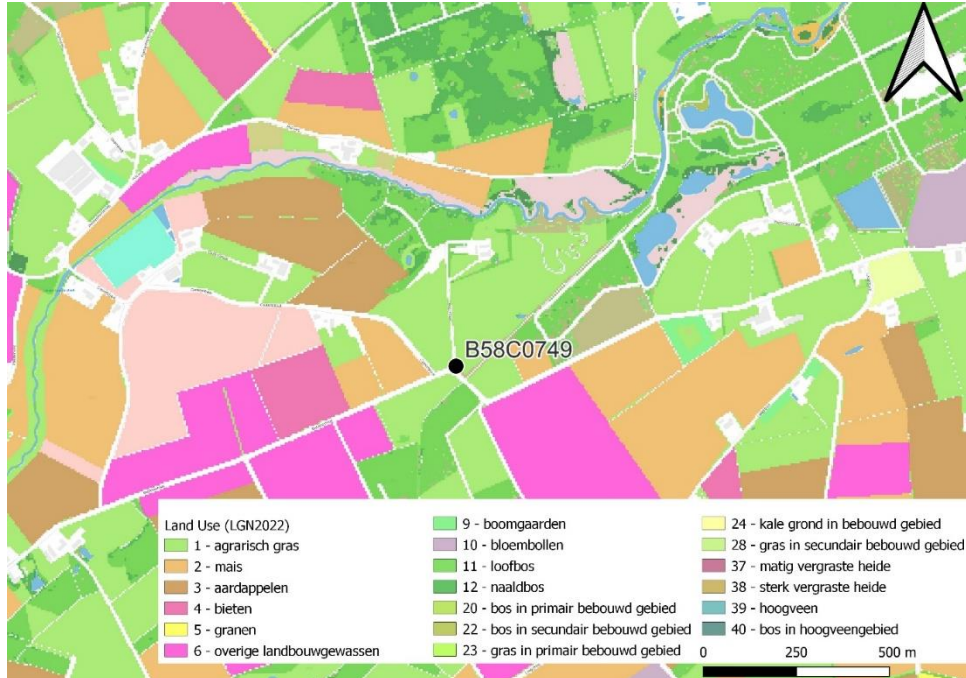 B58C0749
Land Use (LGN2022)
1 - agrarisch gras
2 - mais
3 - aardappelen
4 - bieten
5 - granen
6 - overige landbouwgewassen
9 - boomgaarden
10 - bloembollen
11 - loofbos
12 - naaldbos
20 - bos in primair bebouwd gebied
22 - bos in secundair bebouwd gebied
23 - gras in primair bebouwd gebied
24 - kale grond in bebouwd gebied
28 - gras in secundair bebouwd gebied
37 - matig vergraste heide
38 - sterk vergraste heide
39 - hoogveen
40 - bos in hoogveengebied
0 250 500 m